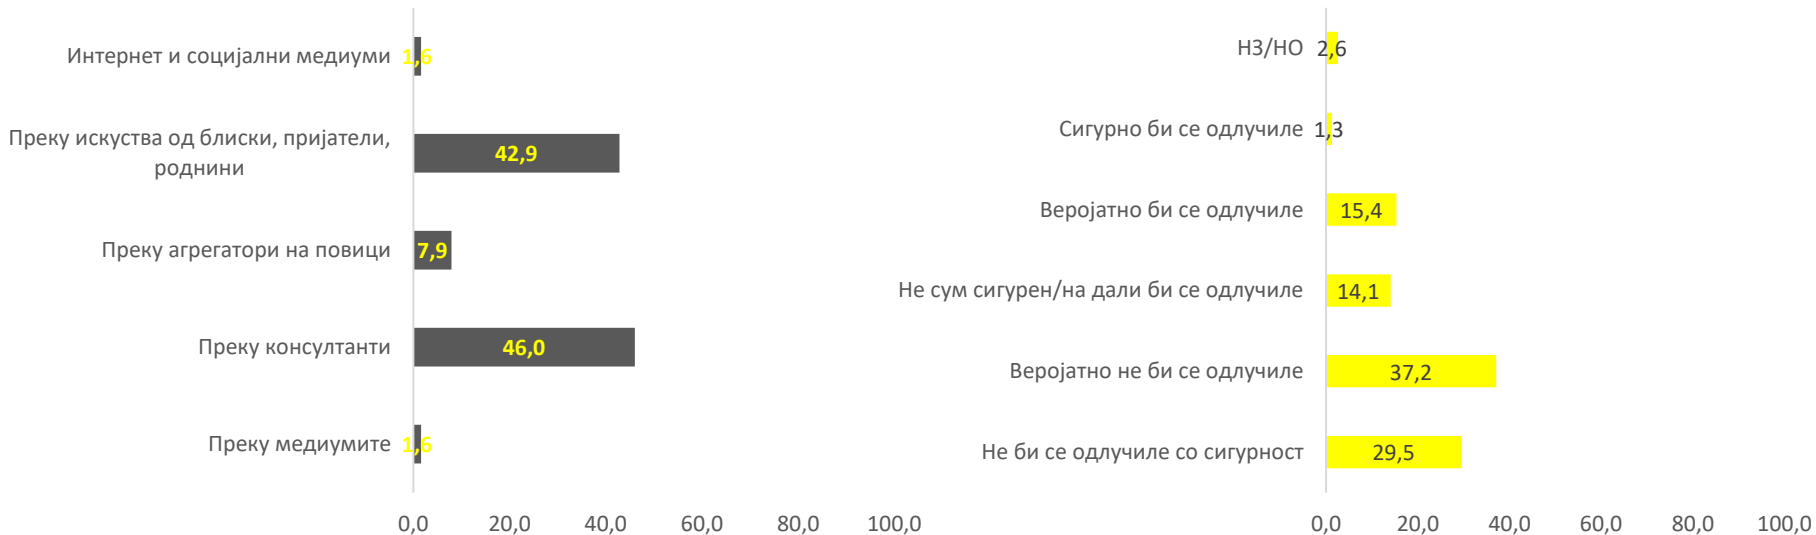 Интернет и социјални медиуми 1,6
Преку искуства од блиски, пријатели,
роднини 42,9
Преку агрегатори на повици 7,9
Преку консултанти 46,0
Преку медиумите 1,6
0,0 20,0 40,0 60,0 80,0 100,0
НЗ/НО 2,6
Сигурно би се одлучиле 1,3
Веројатно би се одлучиле 15,4
Не сум сигурен/на дали би се одлучиле 14,1
Веројатно не би се одлучиле 37,2
Не би се одлучиле со сигурност 29,5
0,0 20,0 40,0 60,0 80,0 100,0